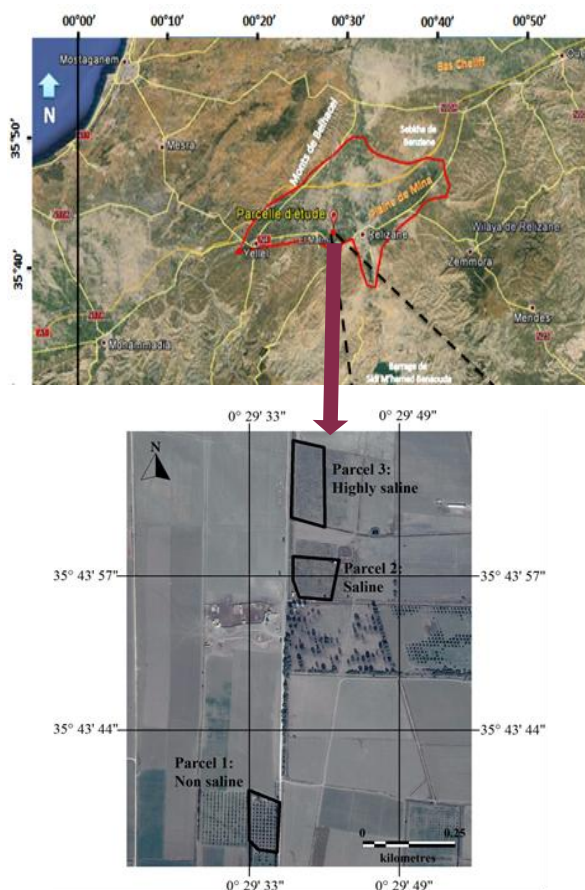 00°00'
00°10'
00°20'
00°30'
00°40'
00°50'
Mostaganem
Bas Cheliff
N
Mesra
35°50'
Monts de Belhacel
Sebkha de
Benziane
Plaine de Mina
Parcelle d'étude
Relizane
Wilaya de Relizane
Yellel
35°40'
Zemmora
Mohammadia
Mendes
Barrage de
Sidi M'hamed Benaouda
0° 29' 33"
0° 29' 49"
N
Parcel 3:
Highly saline
35° 43' 57"
Parcel 2:
Saline
35° 43' 57"
35° 43' 44"
35° 43' 44"
Parcel 1:
Non saline
0
0.25
kilometres
0° 29' 33"
0° 29' 49"